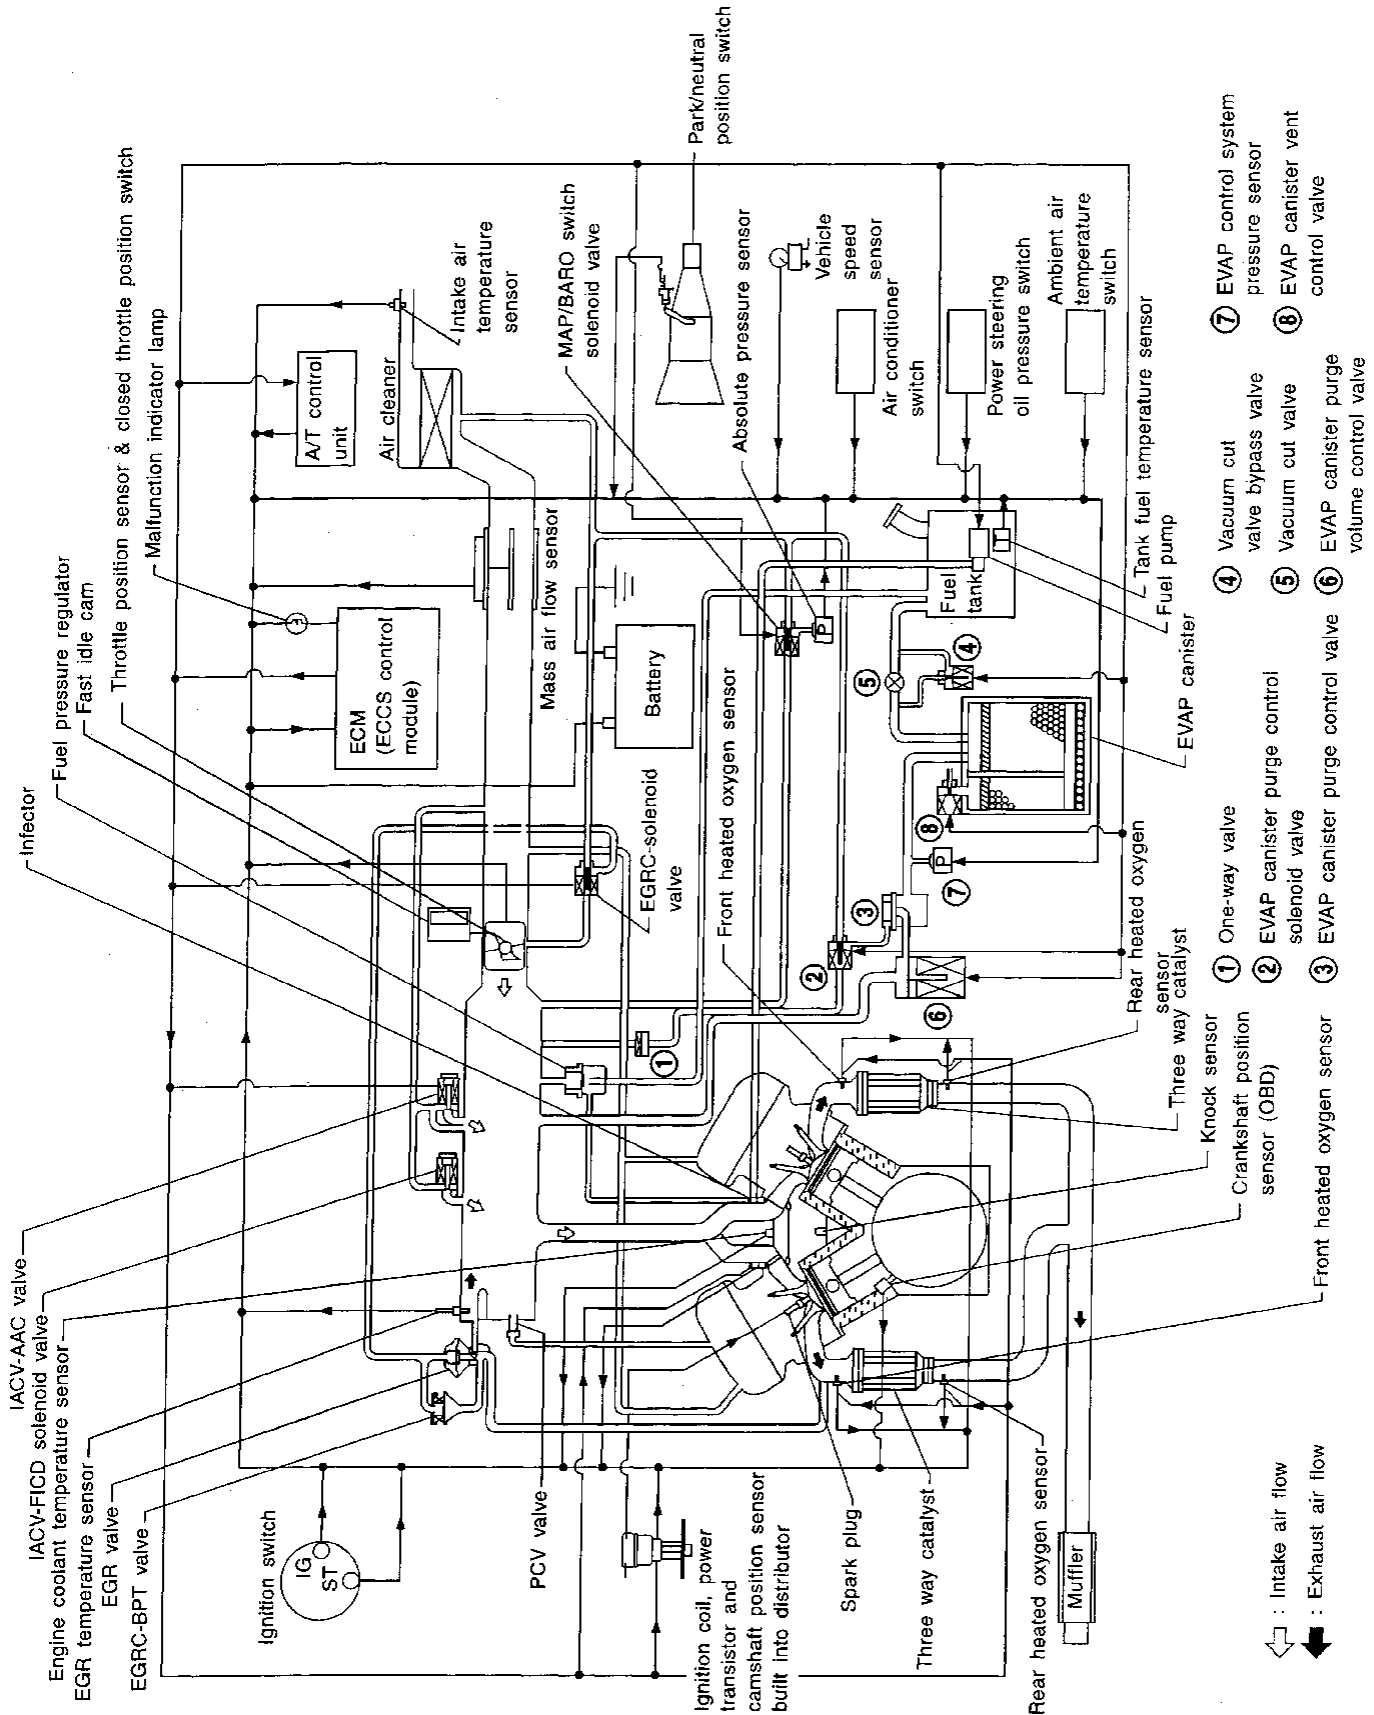 Injector
Fuel pressure regulator
Fast idle cam
Throttle position sensor & closed throttle position switch
Malfunction indicator lamp
IACV-AAC valve
IACV-FICD solenoid valve
Engine coolant temperature sensor
EGR temperature sensor
EGR valve
EGRC-BPT valve
Ignition switch
IG
ST
ECM
(ECCS control
module)
A/T control
unit
Air cleaner
Intake air
temperature
sensor
Mass air flow sensor
Battery
EGRC-solenoid
valve
Front heated oxygen sensor
MAP/BARO switch
solenoid valve
Absolute pressure sensor
Park/neutral
position switch
Vehicle
speed
sensor
Air conditioner
switch
Power steering
oil pressure switch
Ambient air
temperature
switch
Tank fuel temperature sensor
Fuel pump
Fuel
tank
P
P
EVAP canister
PCV valve
Ignition coil, power
transistor and
camshaft position sensor
built into distributor
Spark plug
Three way catalyst
Rear heated oxygen sensor
Muffler
Rear heated oxygen
sensor
Three way catalyst
Knock sensor
Crankshaft position
sensor (OBD)
Front heated oxygen sensor
1
2
3
4
5
6
7
8
: Intake air flow
: Exhaust air flow
1 One-way valve
2 EVAP canister purge control
solenoid valve
3 EVAP canister purge control valve
4 Vacuum cut
valve bypass valve
5 Vacuum cut valve
6 EVAP canister purge
volume control valve
7 EVAP control system
pressure sensor
8 EVAP canister vent
control valve